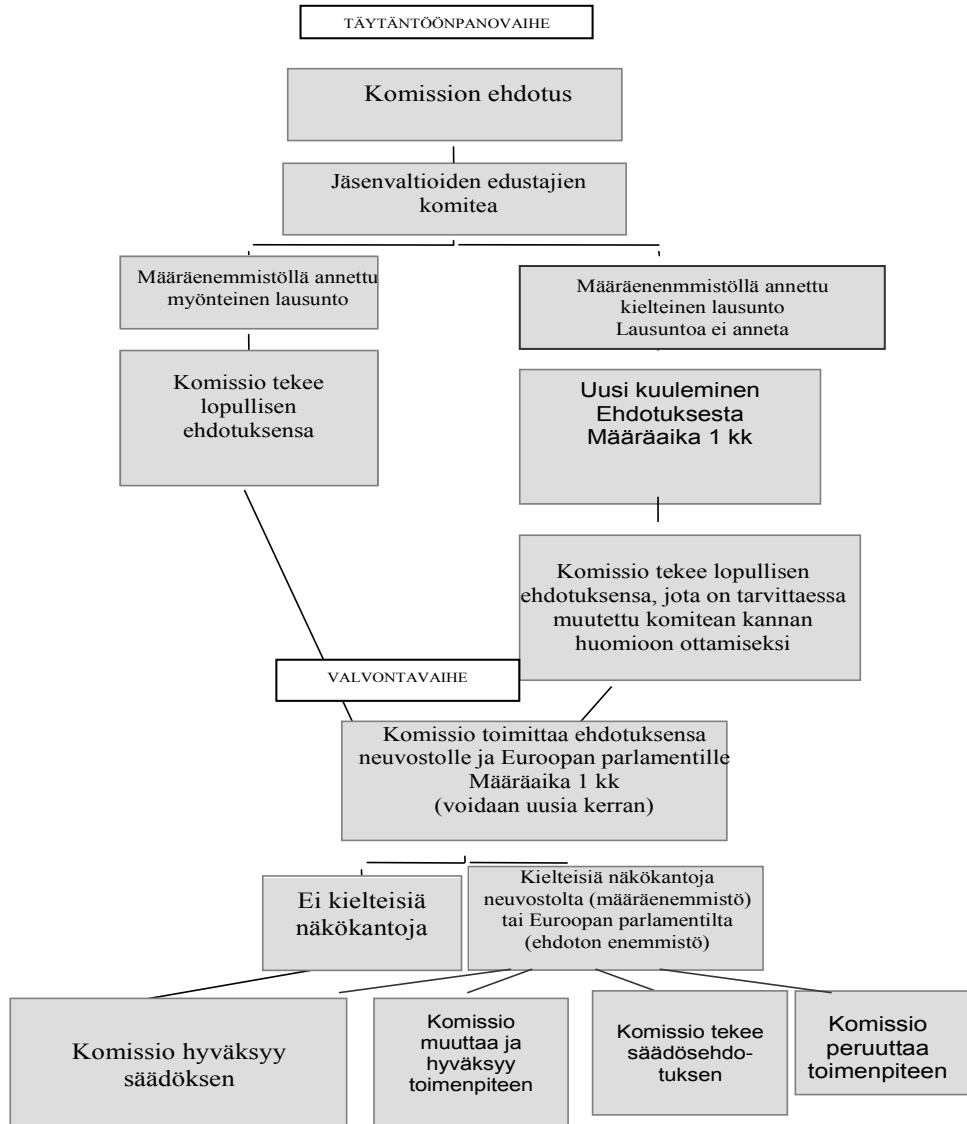 TÄYTÄNTÖÖNPANOVAIHE
Komission ehdotus
Jäsenvaltioiden edustajien
komitea
Määräenemmistöllä annettu
myönteinen lausunto
Määräenenmmistöllä annettu
kielteinen lausunto
Lausuntoa ei anneta
Komissio tekee
lopullisen
ehdotuksensa
Uusi kuuleminen
Ehdotuksesta
Määräaika 1 kk
Komissio tekee lopullisen
ehdotuksensa, jota on tarvittaessa
muutettu komitean kannan
huomioon ottamiseksi
VALVONTAVAIHE
Komissio toimittaa ehdotuksensa
neuvostolle ja Euroopan parlamentille
Määräaika 1 kk
(voidaan uusia kerran)
Ei kielteisiä
näkökantoja
Kielteisiä näkökantoja
neuvostolta (määräenemmistö)
tai Euroopan parlamentilta
(ehdoton enemmistö)
Komissio hyväksyy
säädöksen
Komissio
muuttaa ja
hyväksyy
toimenpiteen
Komissio tekee
säädösehdo-
tuksen
Komissio
peruuttaa
toimenpiteen